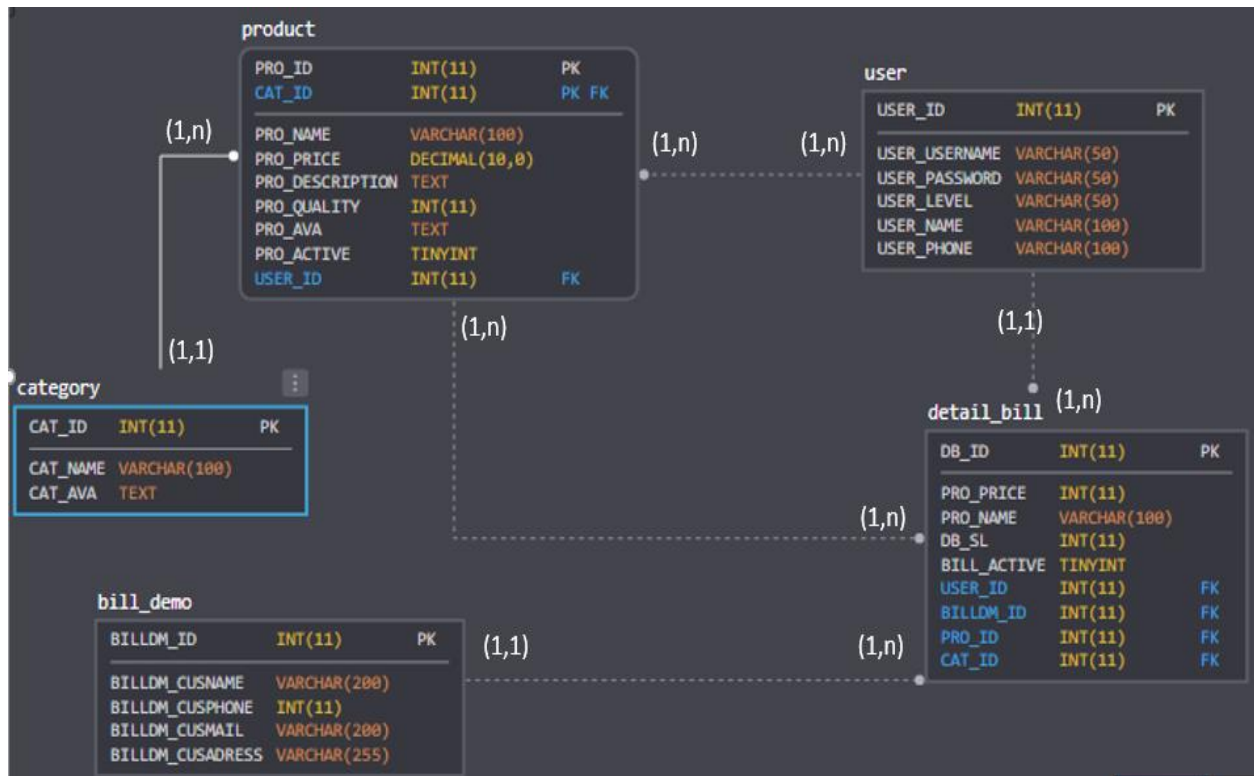 product
PRO_ID INT(11) PK
CAT_ID INT(11) PK FK
PRO_NAME VARCHAR(100)
PRO_PRICE DECIMAL(10,0)
PRO_DESCRIPTION TEXT
PRO_QUALITY INT(11)
PRO_AVA TEXT
PRO_ACTIVE TINYINT
USER_ID INT(11) FK
(1,n)
(1,1)
(1,n)
(1,n)
user
USER_ID INT(11) PK
USER_USERNAME VARCHAR(50)
USER_PASSWORD VARCHAR(50)
USER_LEVEL VARCHAR(50)
USER_NAME VARCHAR(100)
USER_PHONE VARCHAR(100)
(1,n)
(1,1)
category
CAT_ID INT(11) PK
CAT_NAME VARCHAR(100)
CAT_AVA TEXT
detail_bill
(1,n)
DB_ID INT(11) PK
PRO_PRICE INT(11)
PRO_NAME VARCHAR(100)
DB_SL INT(11)
BILL_ACTIVE TINYINT
USER_ID INT(11) FK
BILLDM_ID INT(11) FK
PRO_ID INT(11) FK
CAT_ID INT(11) FK
(1,n)
bill_demo
BILLDM_ID INT(11) PK
BILLDM_CUSNAME VARCHAR(200)
BILLDM_CUSPHONE INT(11)
BILLDM_CUSMAIL VARCHAR(200)
BILLDM_CUSADRESS VARCHAR(255)
(1,1)
(1,n)